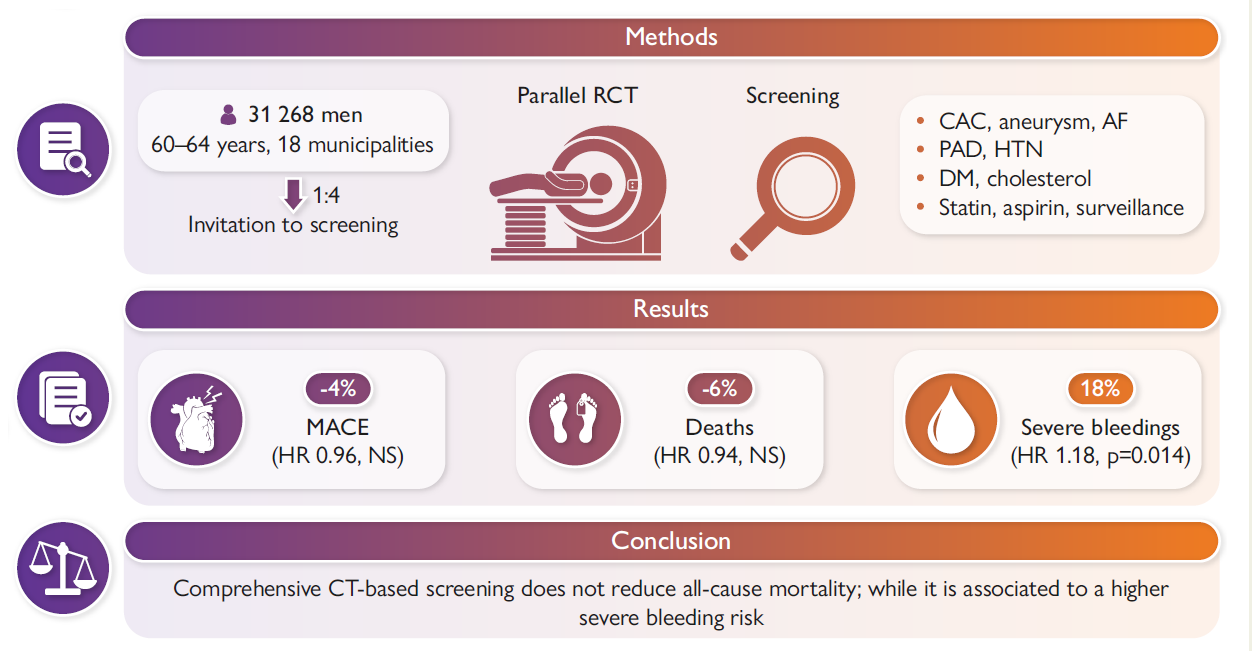 Methods
31 268 men
60–64 years, 18 municipalities
1:4
Invitation to screening
Parallel RCT
Screening
• CAC, aneurysm, AF
• PAD, HTN
• DM, cholesterol
• Statin, aspirin, surveillance
Results
-4%
MACE
(HR 0.96, NS)
-6%
Deaths
(HR 0.94, NS)
18%
Severe bleedings
(HR 1.18, p=0.014)
Conclusion
Comprehensive CT-based screening does not reduce all-cause mortality; while it is associated to a higher
severe bleeding risk